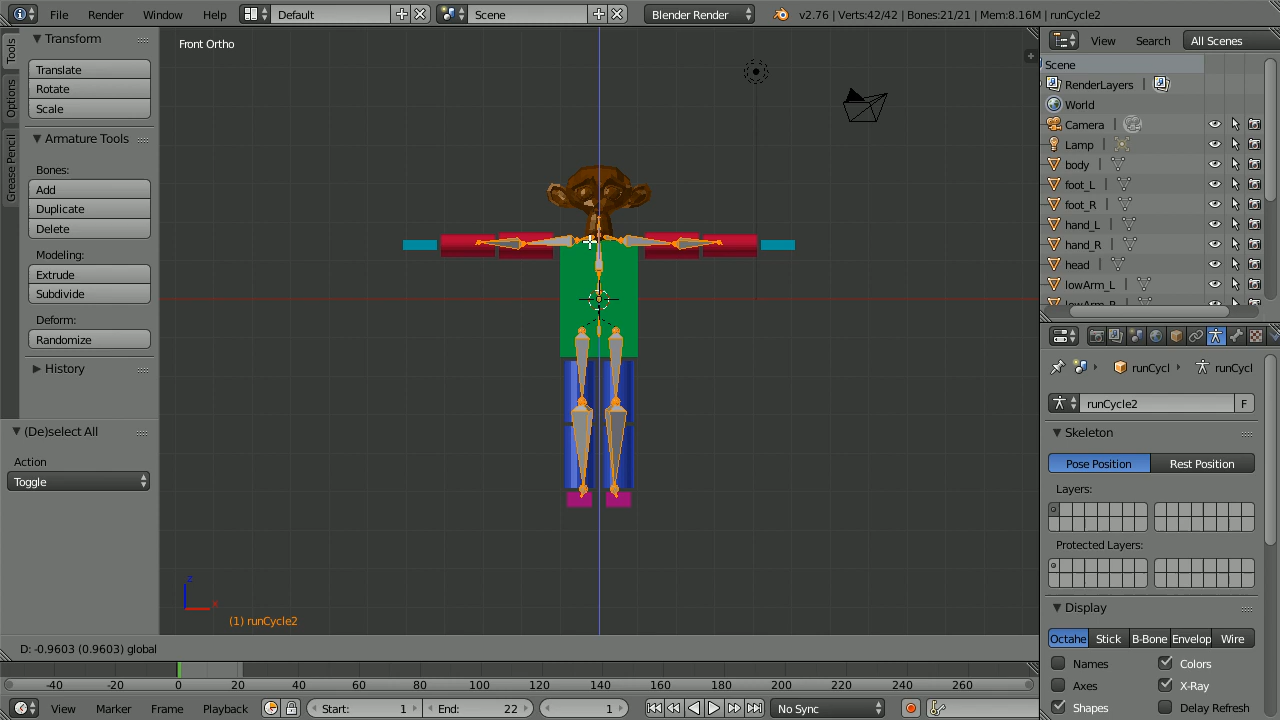 File Render Window Help Default Scene Blender Render v2.76 | Verts:42/42 | Bones:21/21 | Mem:8.16M | runCycle2
Tools
Options
Grease Pencil
Transform
Translate
Rotate
Scale
Armature Tools
Bones:
Add
Duplicate
Delete
Modeling:
Extrude
Subdivide
Deform:
Randomize
History
(De)select All
Action
Toggle
Front Ortho
z
x
(1) runCycle2
D: -0.9603 (0.9603) global
View Search All Scenes
Scene
RenderLayers
World
Camera
Lamp
body
foot_L
foot_R
hand_L
hand_R
head
lowArm_L
runCycl runCycl
runCycle2 F
Skeleton
Pose Position Rest Position
Layers:
Protected Layers:
Display
Octahe Stick B-Bone Envelop Wire
Names Colors
Axes X-Ray
Shapes Delay Refresh
-40 -20 0 20 40 60 80 100 120 140 160 180 200 220 240 260
View Marker Frame Playback Start: 1 End: 22 1 No Sync